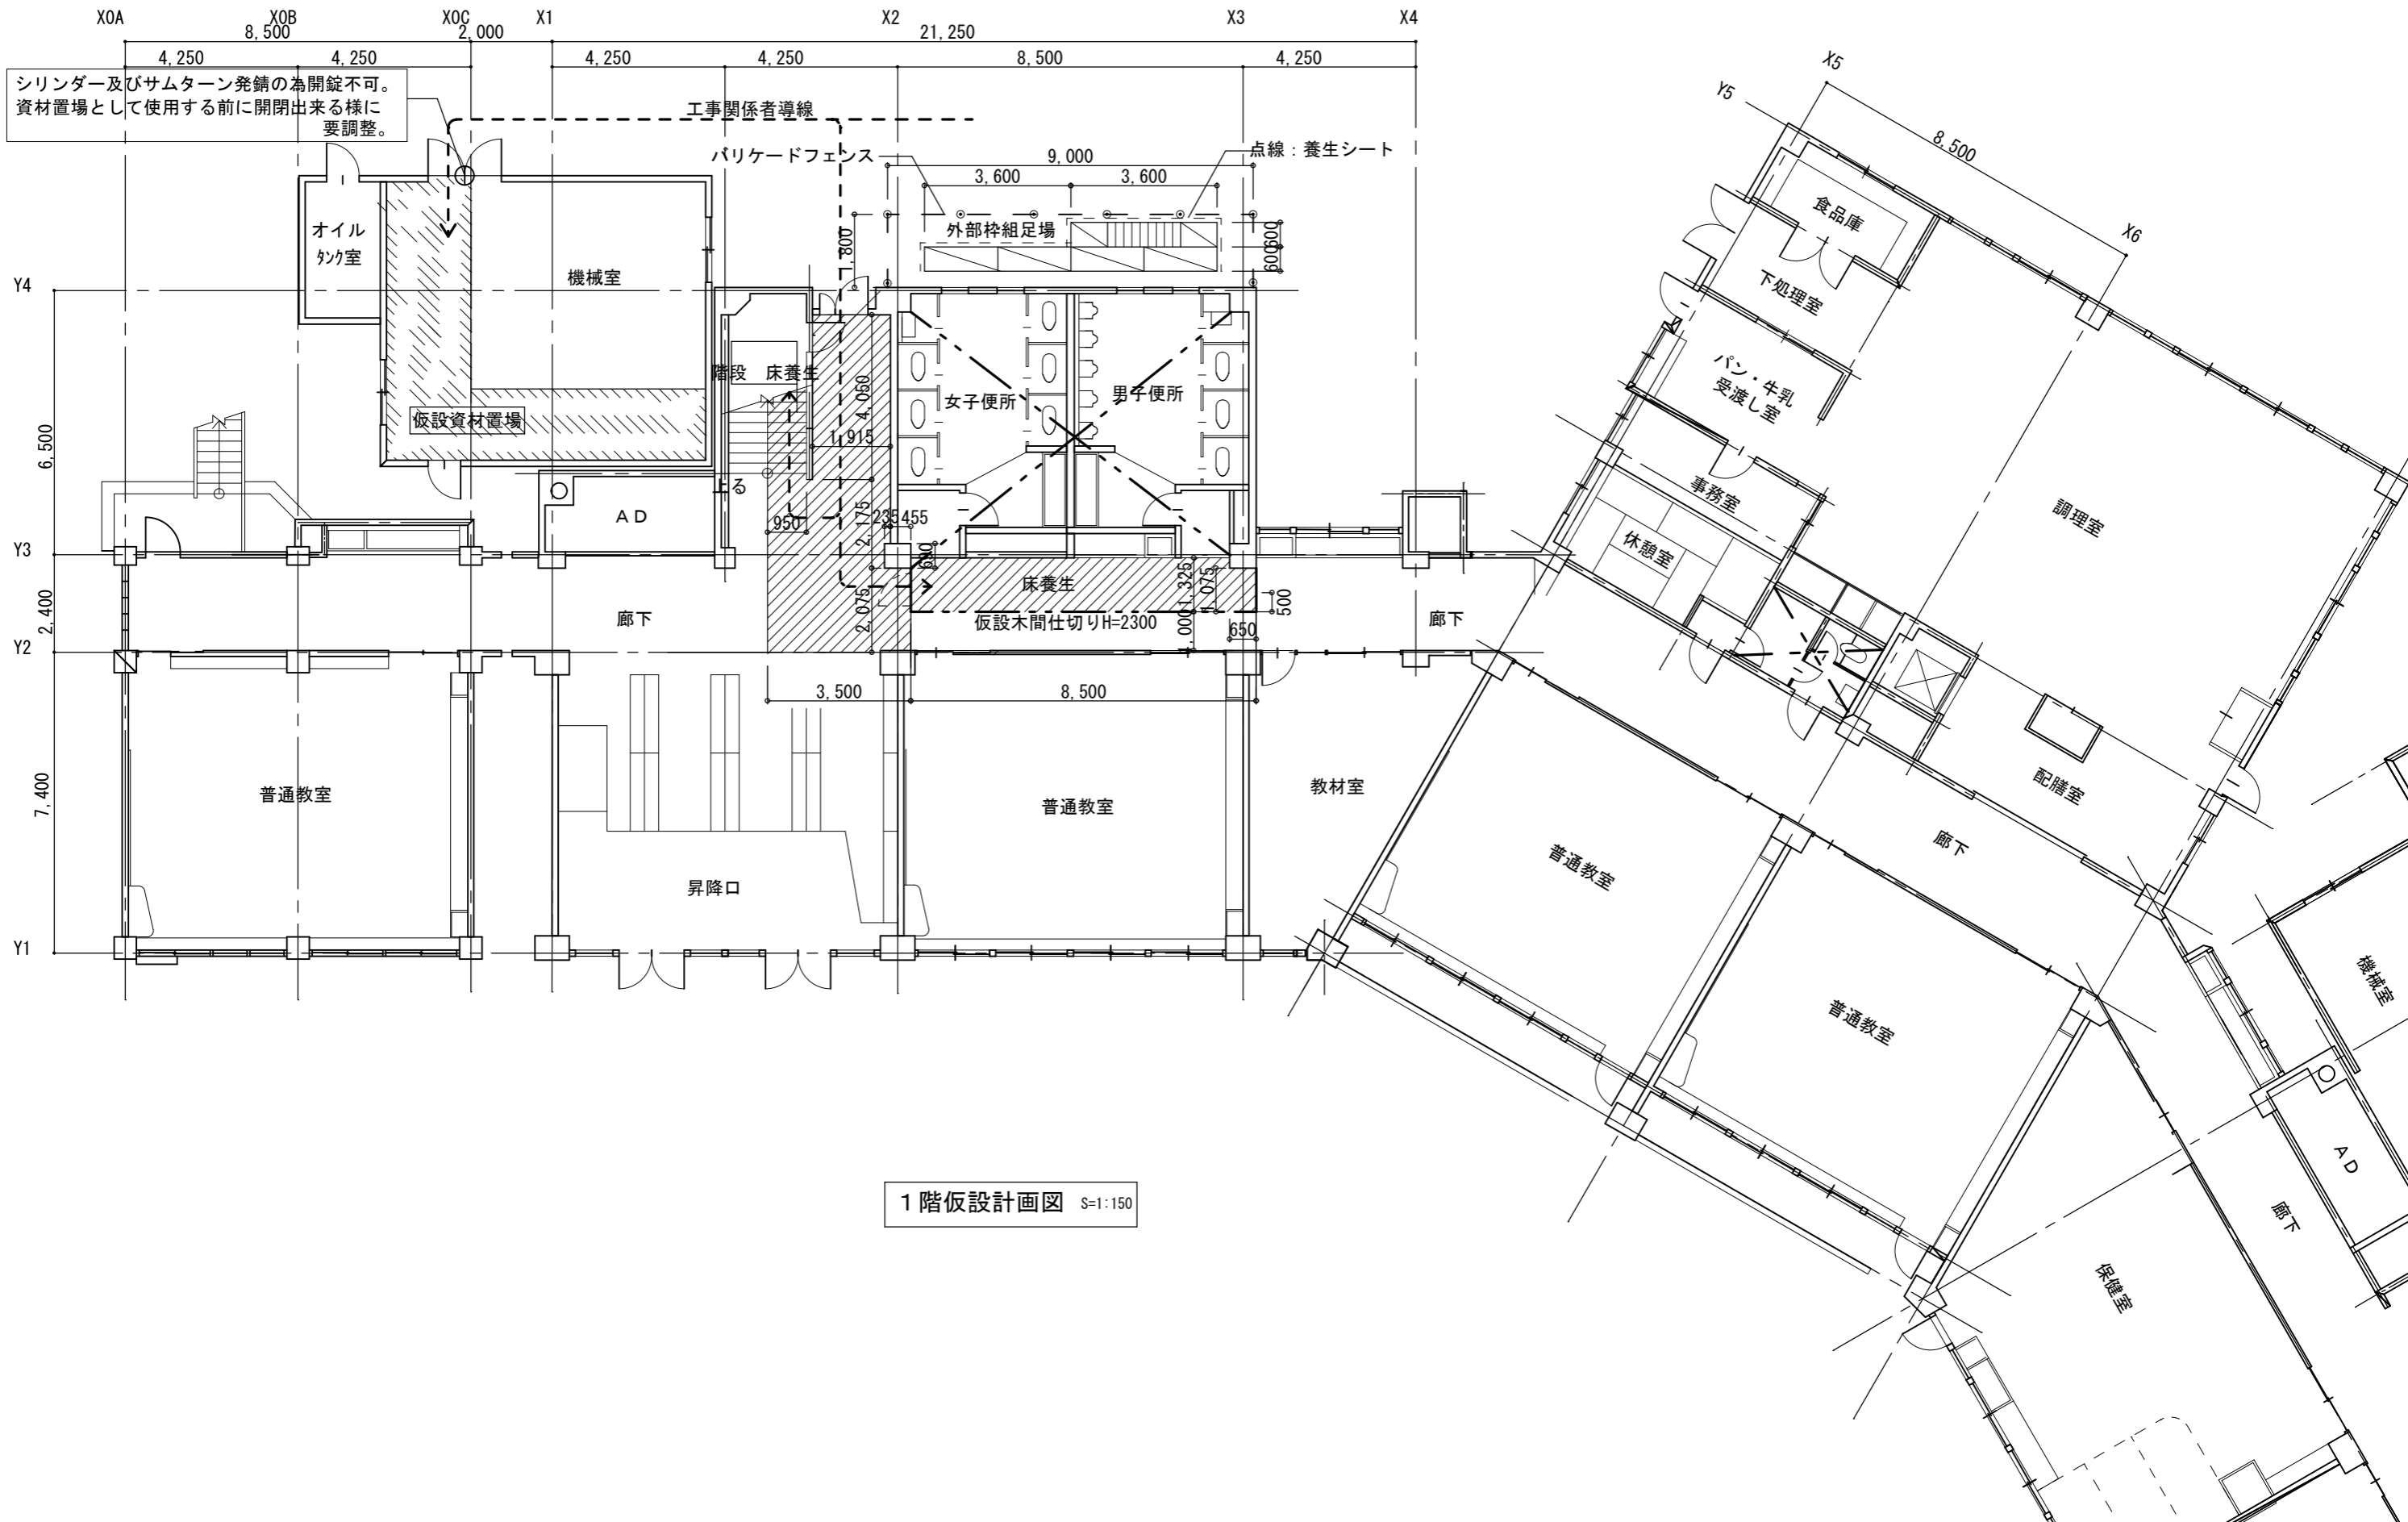 X0A
X0B
X0C
X1
X2
X3
X4
8,500
2,000
21,250
4,250
4,250
4,250
4,250
8,500
4,250
シリンダー及びサムターン発錆の為開錠不可。
資材置場として使用する前に開閉出来る様に
要調整。
工事関係者導線
バリケードフェンス
9,000
点線：養生シート
3,600
3,600
外部枠組足場
1,800
600
600
X5
Y5
8,500
X6
食品庫
下処理室
パン・牛乳
受渡し室
事務室
休憩室
調理室
配膳室
オイル
タンク室
機械室
Y4
階段
床養生
4,060
女子便所
男子便所
仮設資材置場
1,915
6,500
上る
AD
950
2,175
235
455
600
Y3
床養生
1,325
1,075
500
2,400
廊下
2,075
仮設木間仕切りH=2300
1,000
650
廊下
Y2
3,500
8,500
7,400
普通教室
昇降口
普通教室
教材室
普通教室
廊下
普通教室
機械室
Y1
AD
廊下
保健室
1階仮設計画図 S=1:150